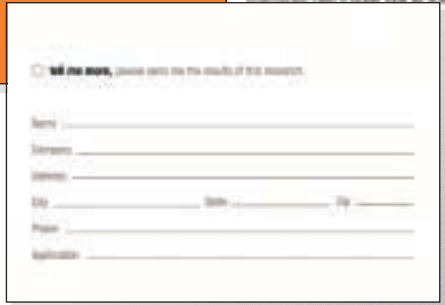 tell me more, please send me the results of this research.
Name
Company
Address
City State Zip
Phone
Application